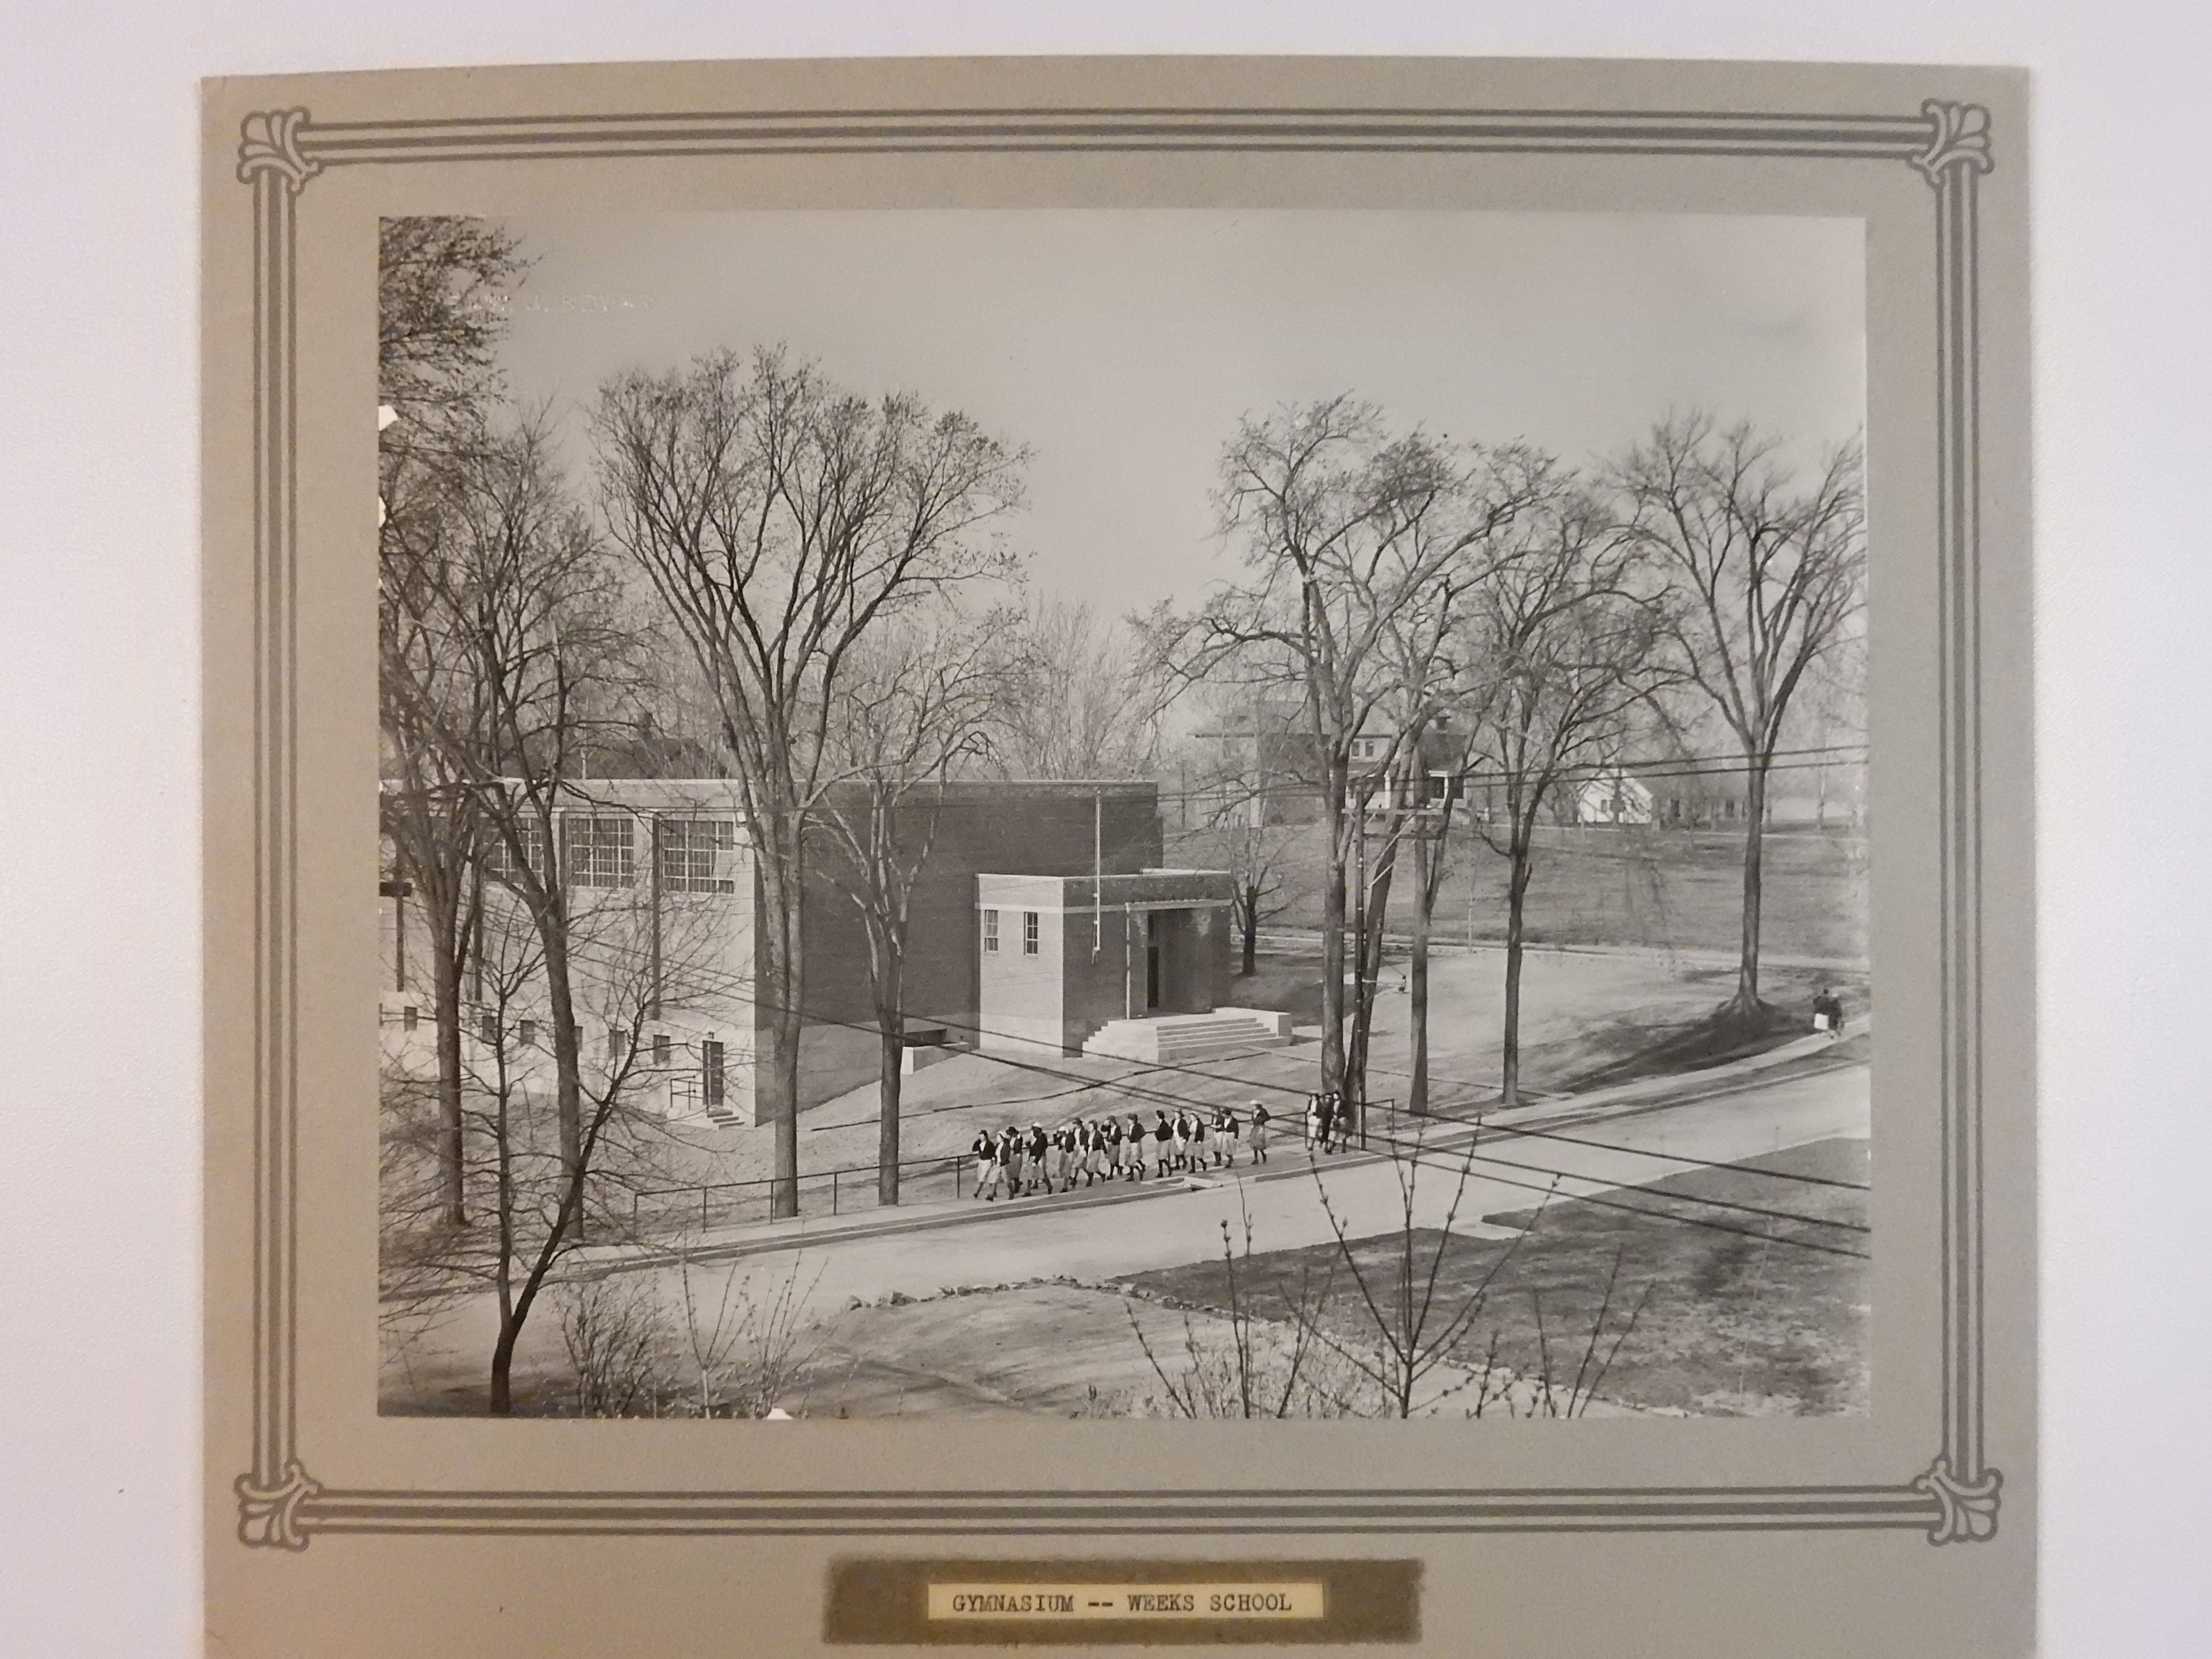 GYMNASIUM -- WEEKS SCHOOL